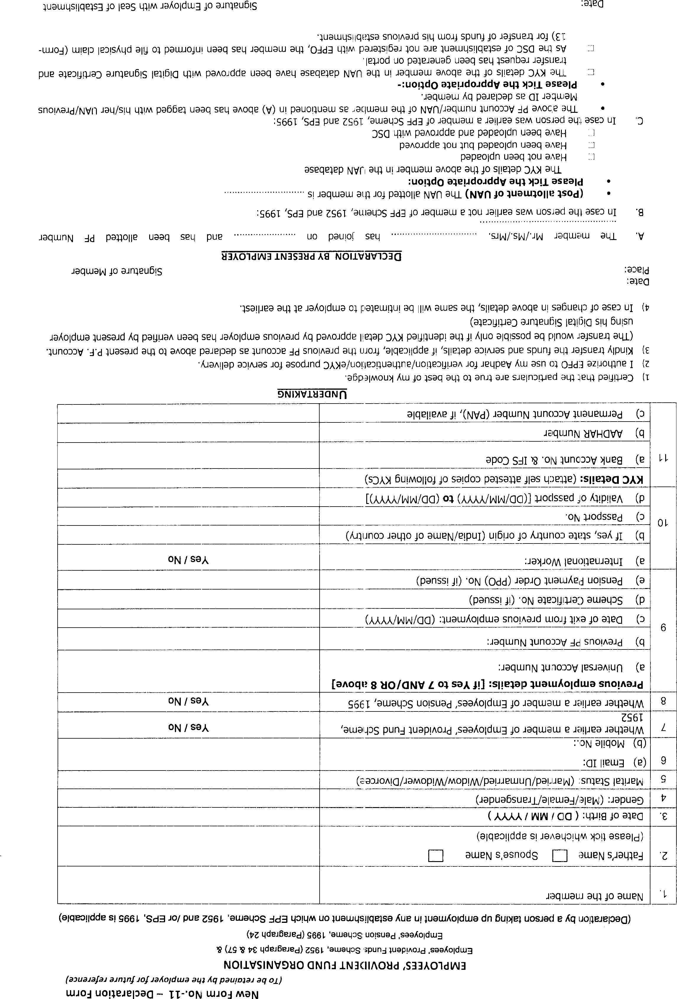 New Form No.-11 – Declaration Form
(To be retained by the employer for future reference)
EMPLOYEES' PROVIDENT FUND ORGANISATION
Employees' Provident Funds Scheme, 1952 (Paragraph 34 & 57) &
Employees' Pension Scheme, 1995 (Paragraph 24)
(Declaration by a person taking up employment in any establishment on which EPF Scheme, 1952 and /or EPS, 1995 is applicable)
1. Name of the member
2. Father's Name Spouse's Name
(Please tick whichever is applicable)
3. Date of Birth: ( DD / MM / YYYY )
4 Gender: (Male/Female/Transgender)
5 Marital Status: (Married/Unmarried/Widow/Widower/Divorcee)
6 (a) Email ID:
(b) Mobile No.:
7 Whether earlier a member of Employees' Provident Fund Scheme, Yes / No
1952
8 Whether earlier a member of Employees' Pension Scheme, 1995 Yes / No
Previous employment details: [if Yes to 7 AND/OR 8 above]
a) Universal Account Number:
b) Previous PF Account Number:
9
c) Date of exit from previous employment: (DD/MM/YYYY)
d) Scheme Certificate No. (if issued)
e) Pension Payment Order (PPO) No. (if issued)
a) International Worker: Yes / No
b) If yes, state country of origin (India/Name of other country)
10
c) Passport No.
d) Validity of passport [(DD/MM/YYYY) to (DD/MM/YYYY)]
KYC Details: (attach self attested copies of following KYCs)
11 a) Bank Account No. & IFS Code
b) AADHAR Number
c) Permanent Account Number (PAN), if available
UNDERTAKING
1) Certified that the particulars are true to the best of my knowledge.
2) I authorize EPFO to use my Aadhar for verification/authentication/eKYC purpose for service delivery.
3) Kindly transfer the funds and service details, if applicable, from the previous PF account as declared above to the present P.F. Account.
(The transfer would be possible only if the identified KYC detail approved by previous employer has been verified by present employer
using his Digital Signature Certificate)
4) In case of changes in above details, the same will be intimated to employer at the earliest.
Date:
Place: Signature of Member
DECLARATION BY PRESENT EMPLOYER
A. The member Mr./Ms./Mrs. .............................. has joined on ...................... and has been allotted PF Number
................................................
B. In case the person was earlier not a member of EPF Scheme, 1952 and EPS, 1995:
• (Post allotment of UAN) The UAN allotted for the member is ............................
• Please Tick the Appropriate Option:
The KYC details of the above member in the UAN database
☐ Have not been uploaded
☐ Have been uploaded but not approved
☐ Have been uploaded and approved with DSC
C. In case the person was earlier a member of EPF Scheme, 1952 and EPS, 1995:
• The above PF Account number/UAN of the member as mentioned in (A) above has been tagged with his/her UAN/Previous
Member ID as declared by member.
• Please Tick the Appropriate Option:-
☐ The KYC details of the above member in the UAN database have been approved with Digital Signature Certificate and
transfer request has been generated on portal.
☐ As the DSC of establishment are not registered with EPFO, the member has been informed to file physical claim (Form-
13) for transfer of funds from his previous establishment.
Date: Signature of Employer with Seal of Establishment